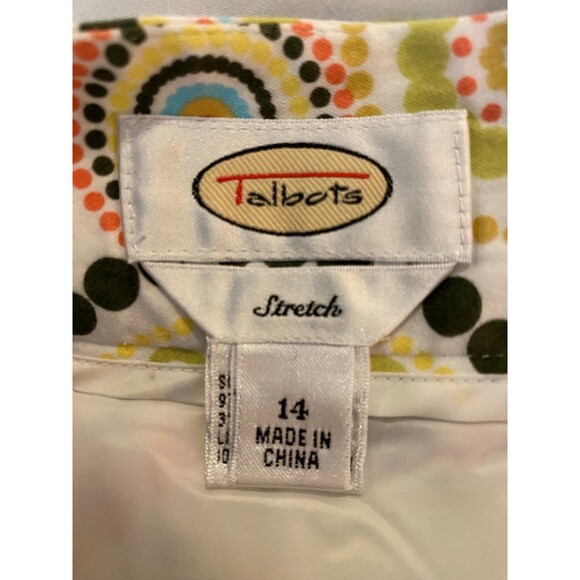 Talbots
Stretch
14
MADE IN
CHINA